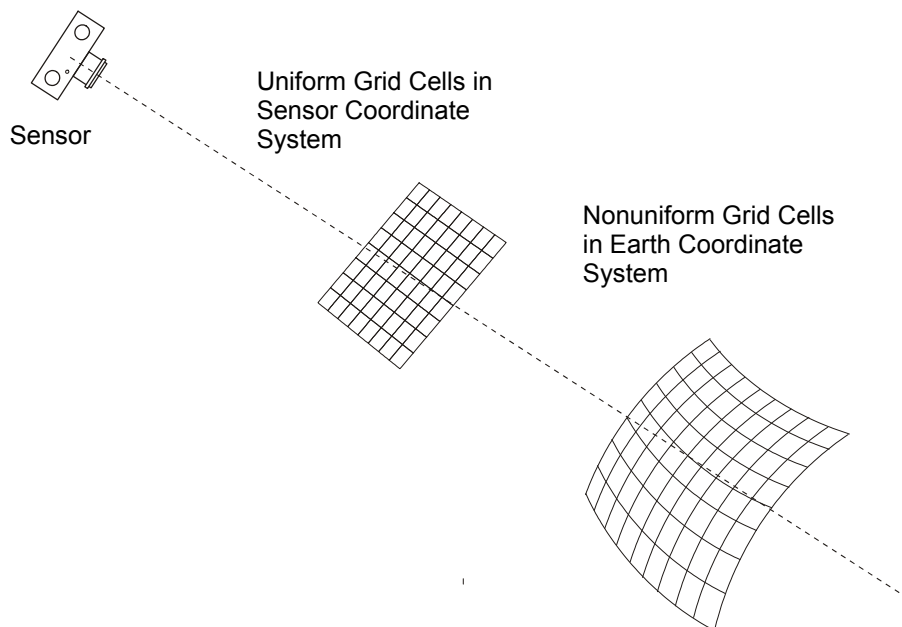 Sensor
Uniform Grid Cells in
Sensor Coordinate
System
Nonuniform Grid Cells
in Earth Coordinate
System